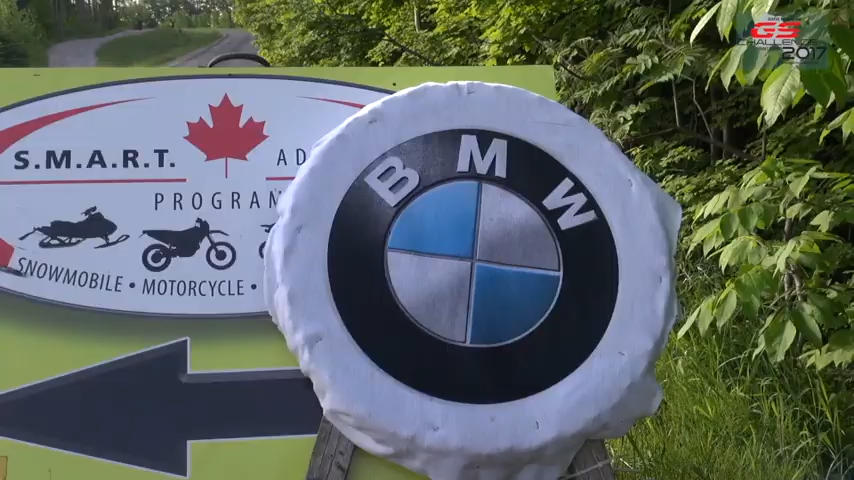 GS
CHALLENGE
2017
S.M.A.R.T.
AD
PROGRAM
SNOWMOBILE • MOTORCYCLE •
BMW